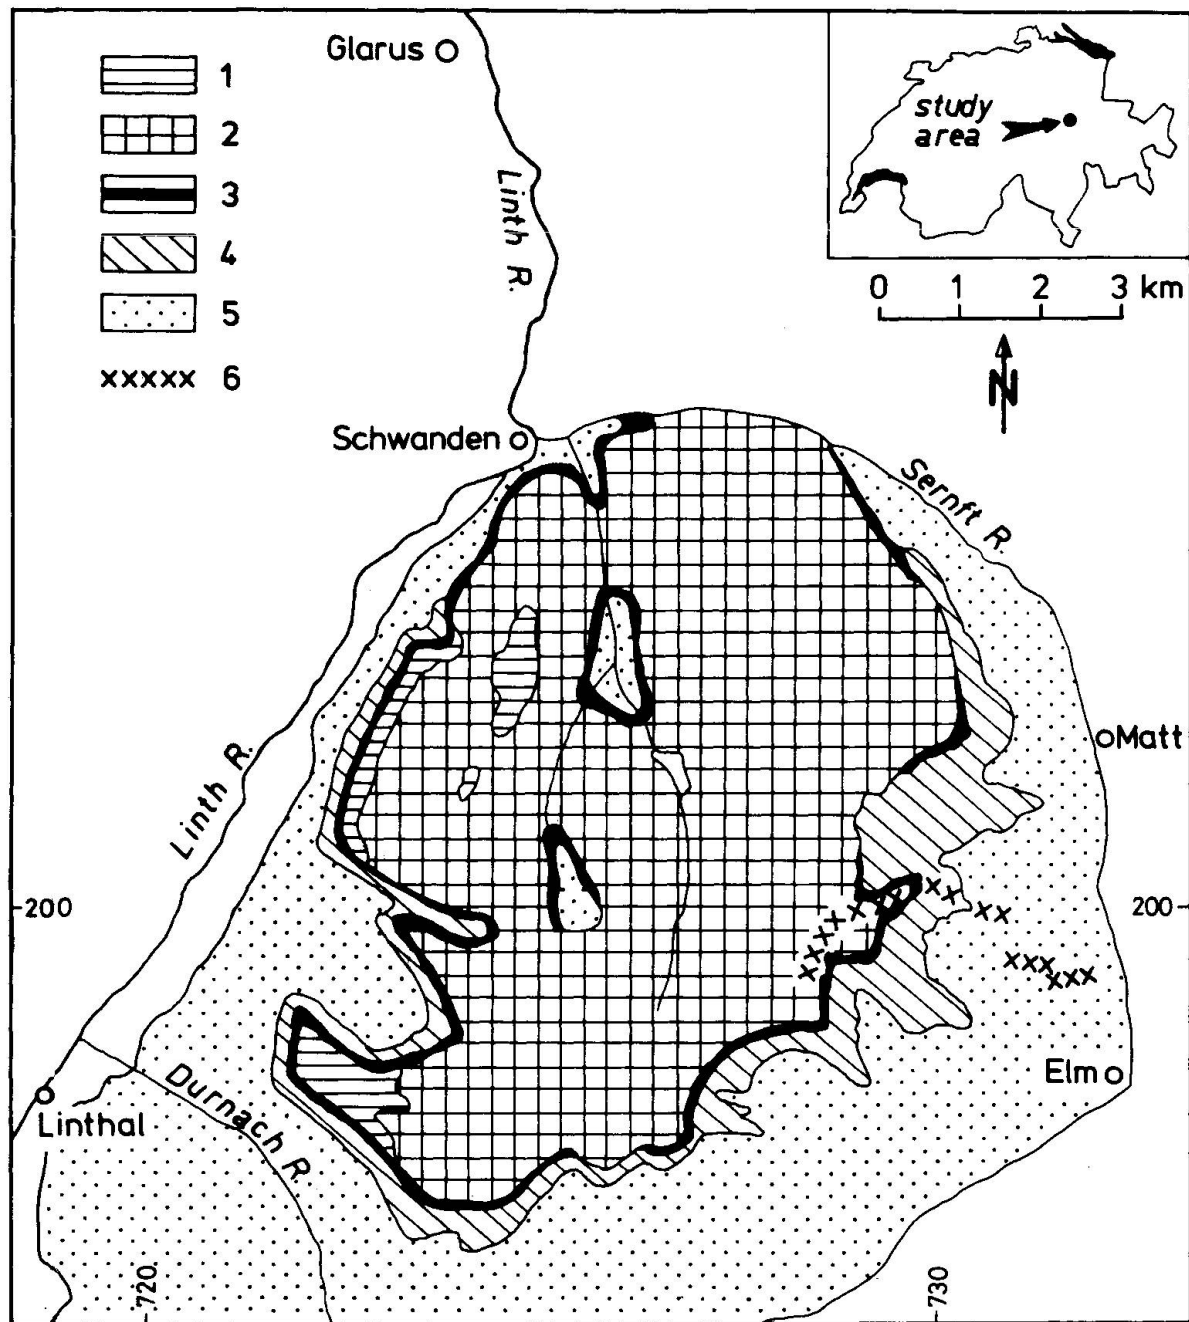 Glarus
1
2
3
4
5
xxxxx 6
study
area
0 1 2 3 km
N
Linth R.
Schwanden
Sernft R.
Matt
Linth R.
200
200
Elm
Durnach R.
Linthal
720
730